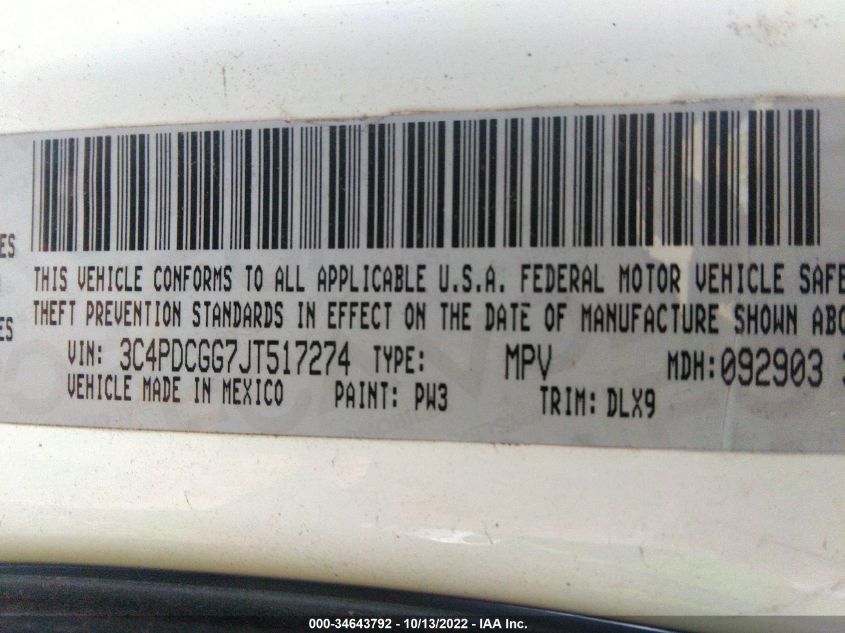 ES
THIS VEHICLE CONFORMS TO ALL APPLICABLE U.S.A. FEDERAL MOTOR VEHICLE SAFE
ES
THEFT PREVENTION STANDARDS IN EFFECT ON THE DATE OF MANUFACTURE SHOWN ABO
VIN: 3C4PDCGG7JT517274 TYPE: MPV MDH: 092903
VEHICLE MADE IN MEXICO PAINT: PW3 TRIM: DLX9
000-34643792 - 10/13/2022 - IAA Inc.